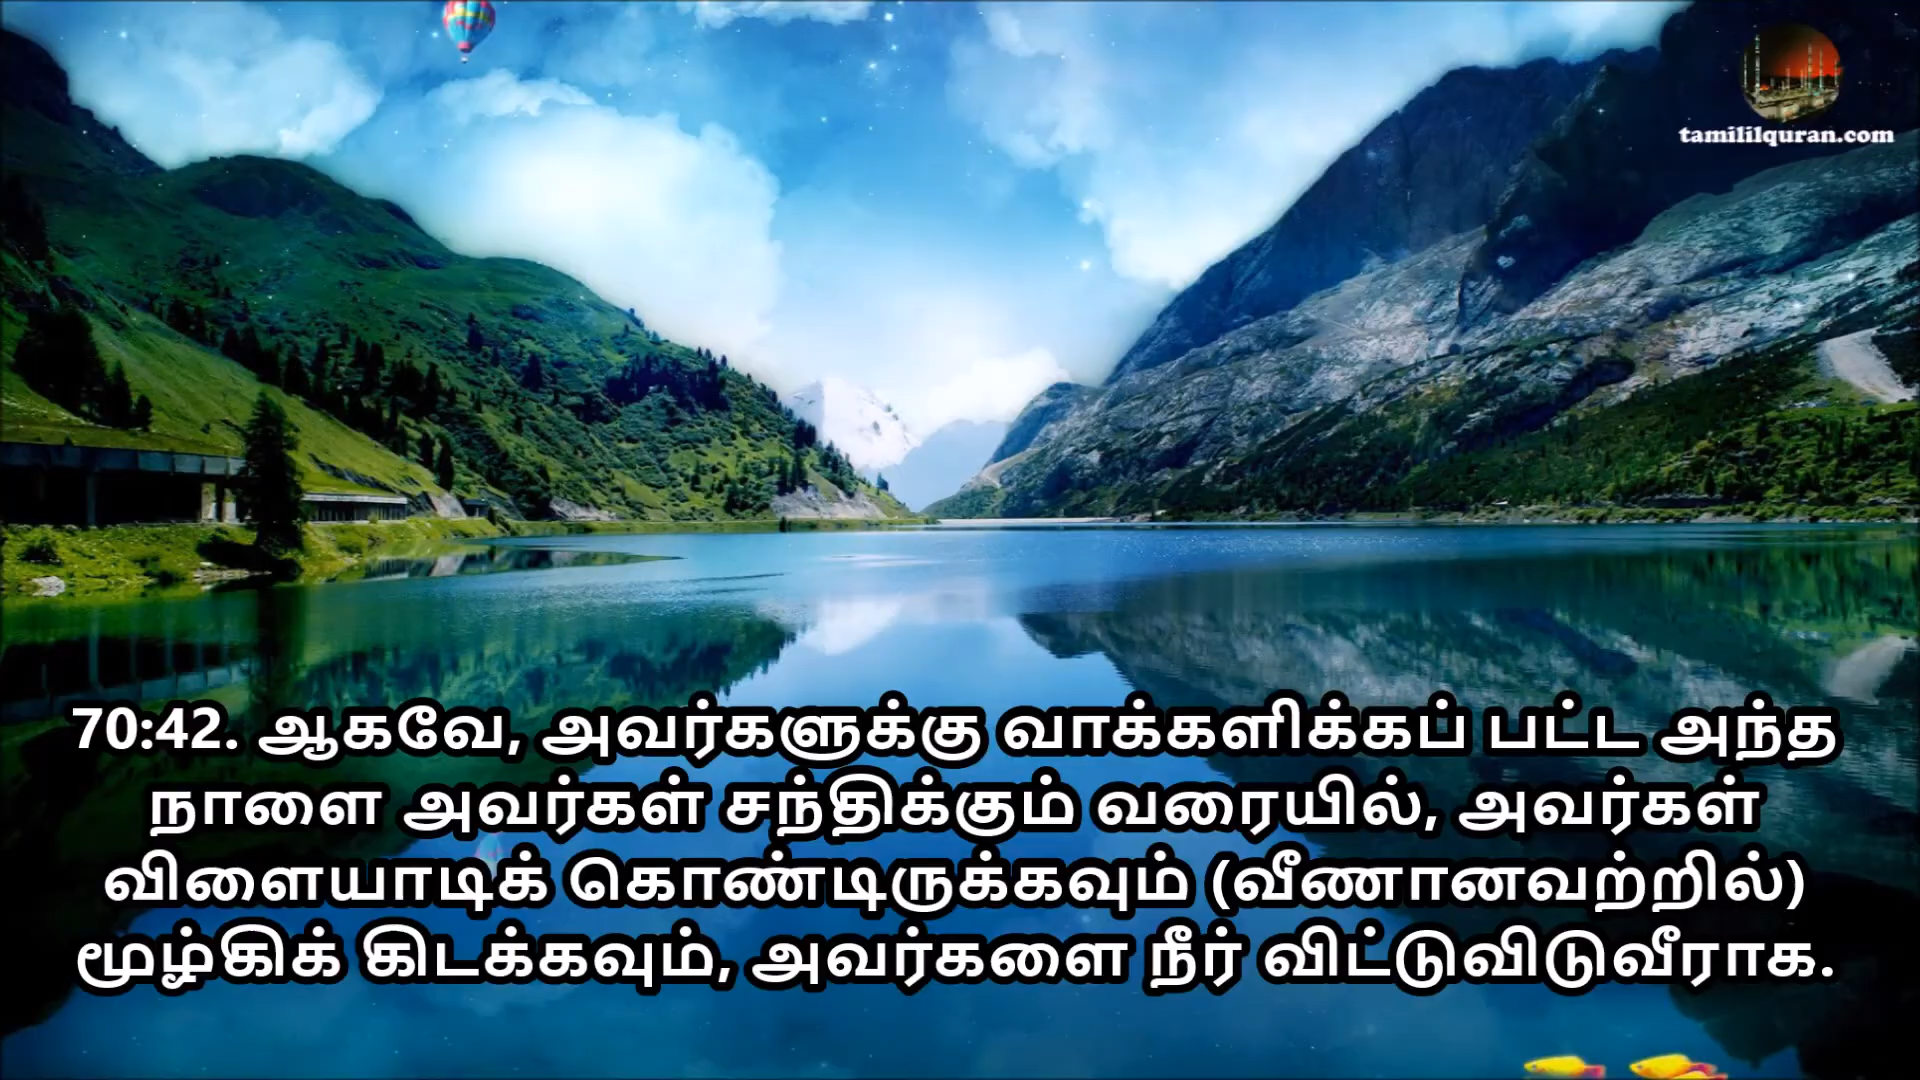 tamililquran.com
70:42. ஆகவே, அவர்களுக்கு வாக்களிக்கப் பட்ட அந்த
நாளை அவர்கள் சந்திக்கும் வரையில், அவர்கள்
விளையாடிக் கொண்டிருக்கவும் (வீணானவற்றில்)
மூழ்கிக் கிடக்கவும், அவர்களை நீர் விட்டுவிடுவீராக.